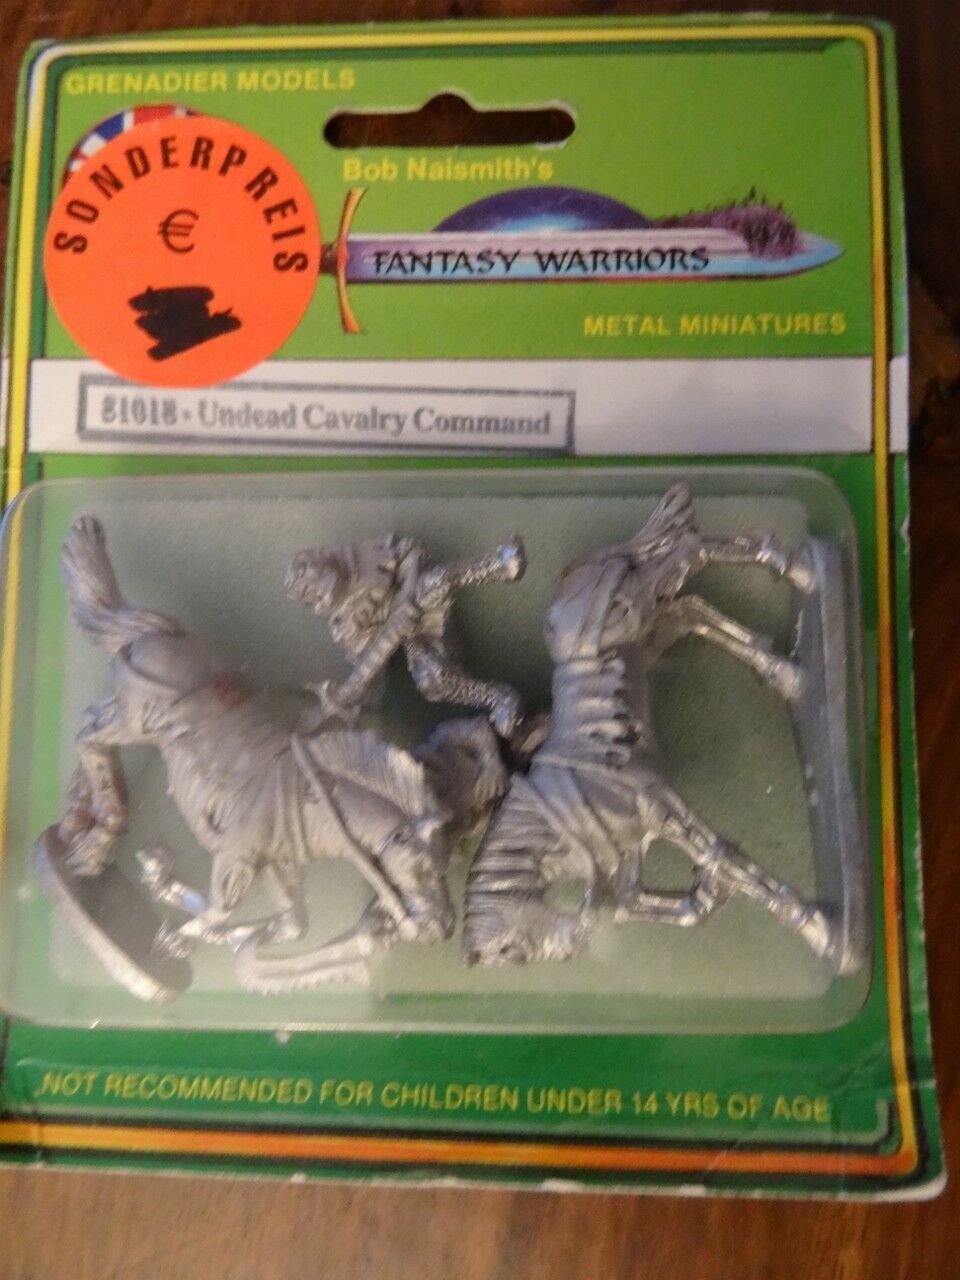 GRENADIER MODELS
SONDERPREIS
€
Bob Naismith's
FANTASY WARRIORS
METAL MINIATURES
81018 - Undead Cavalry Command
NOT RECOMMENDED FOR CHILDREN UNDER 14 YRS OF AGE